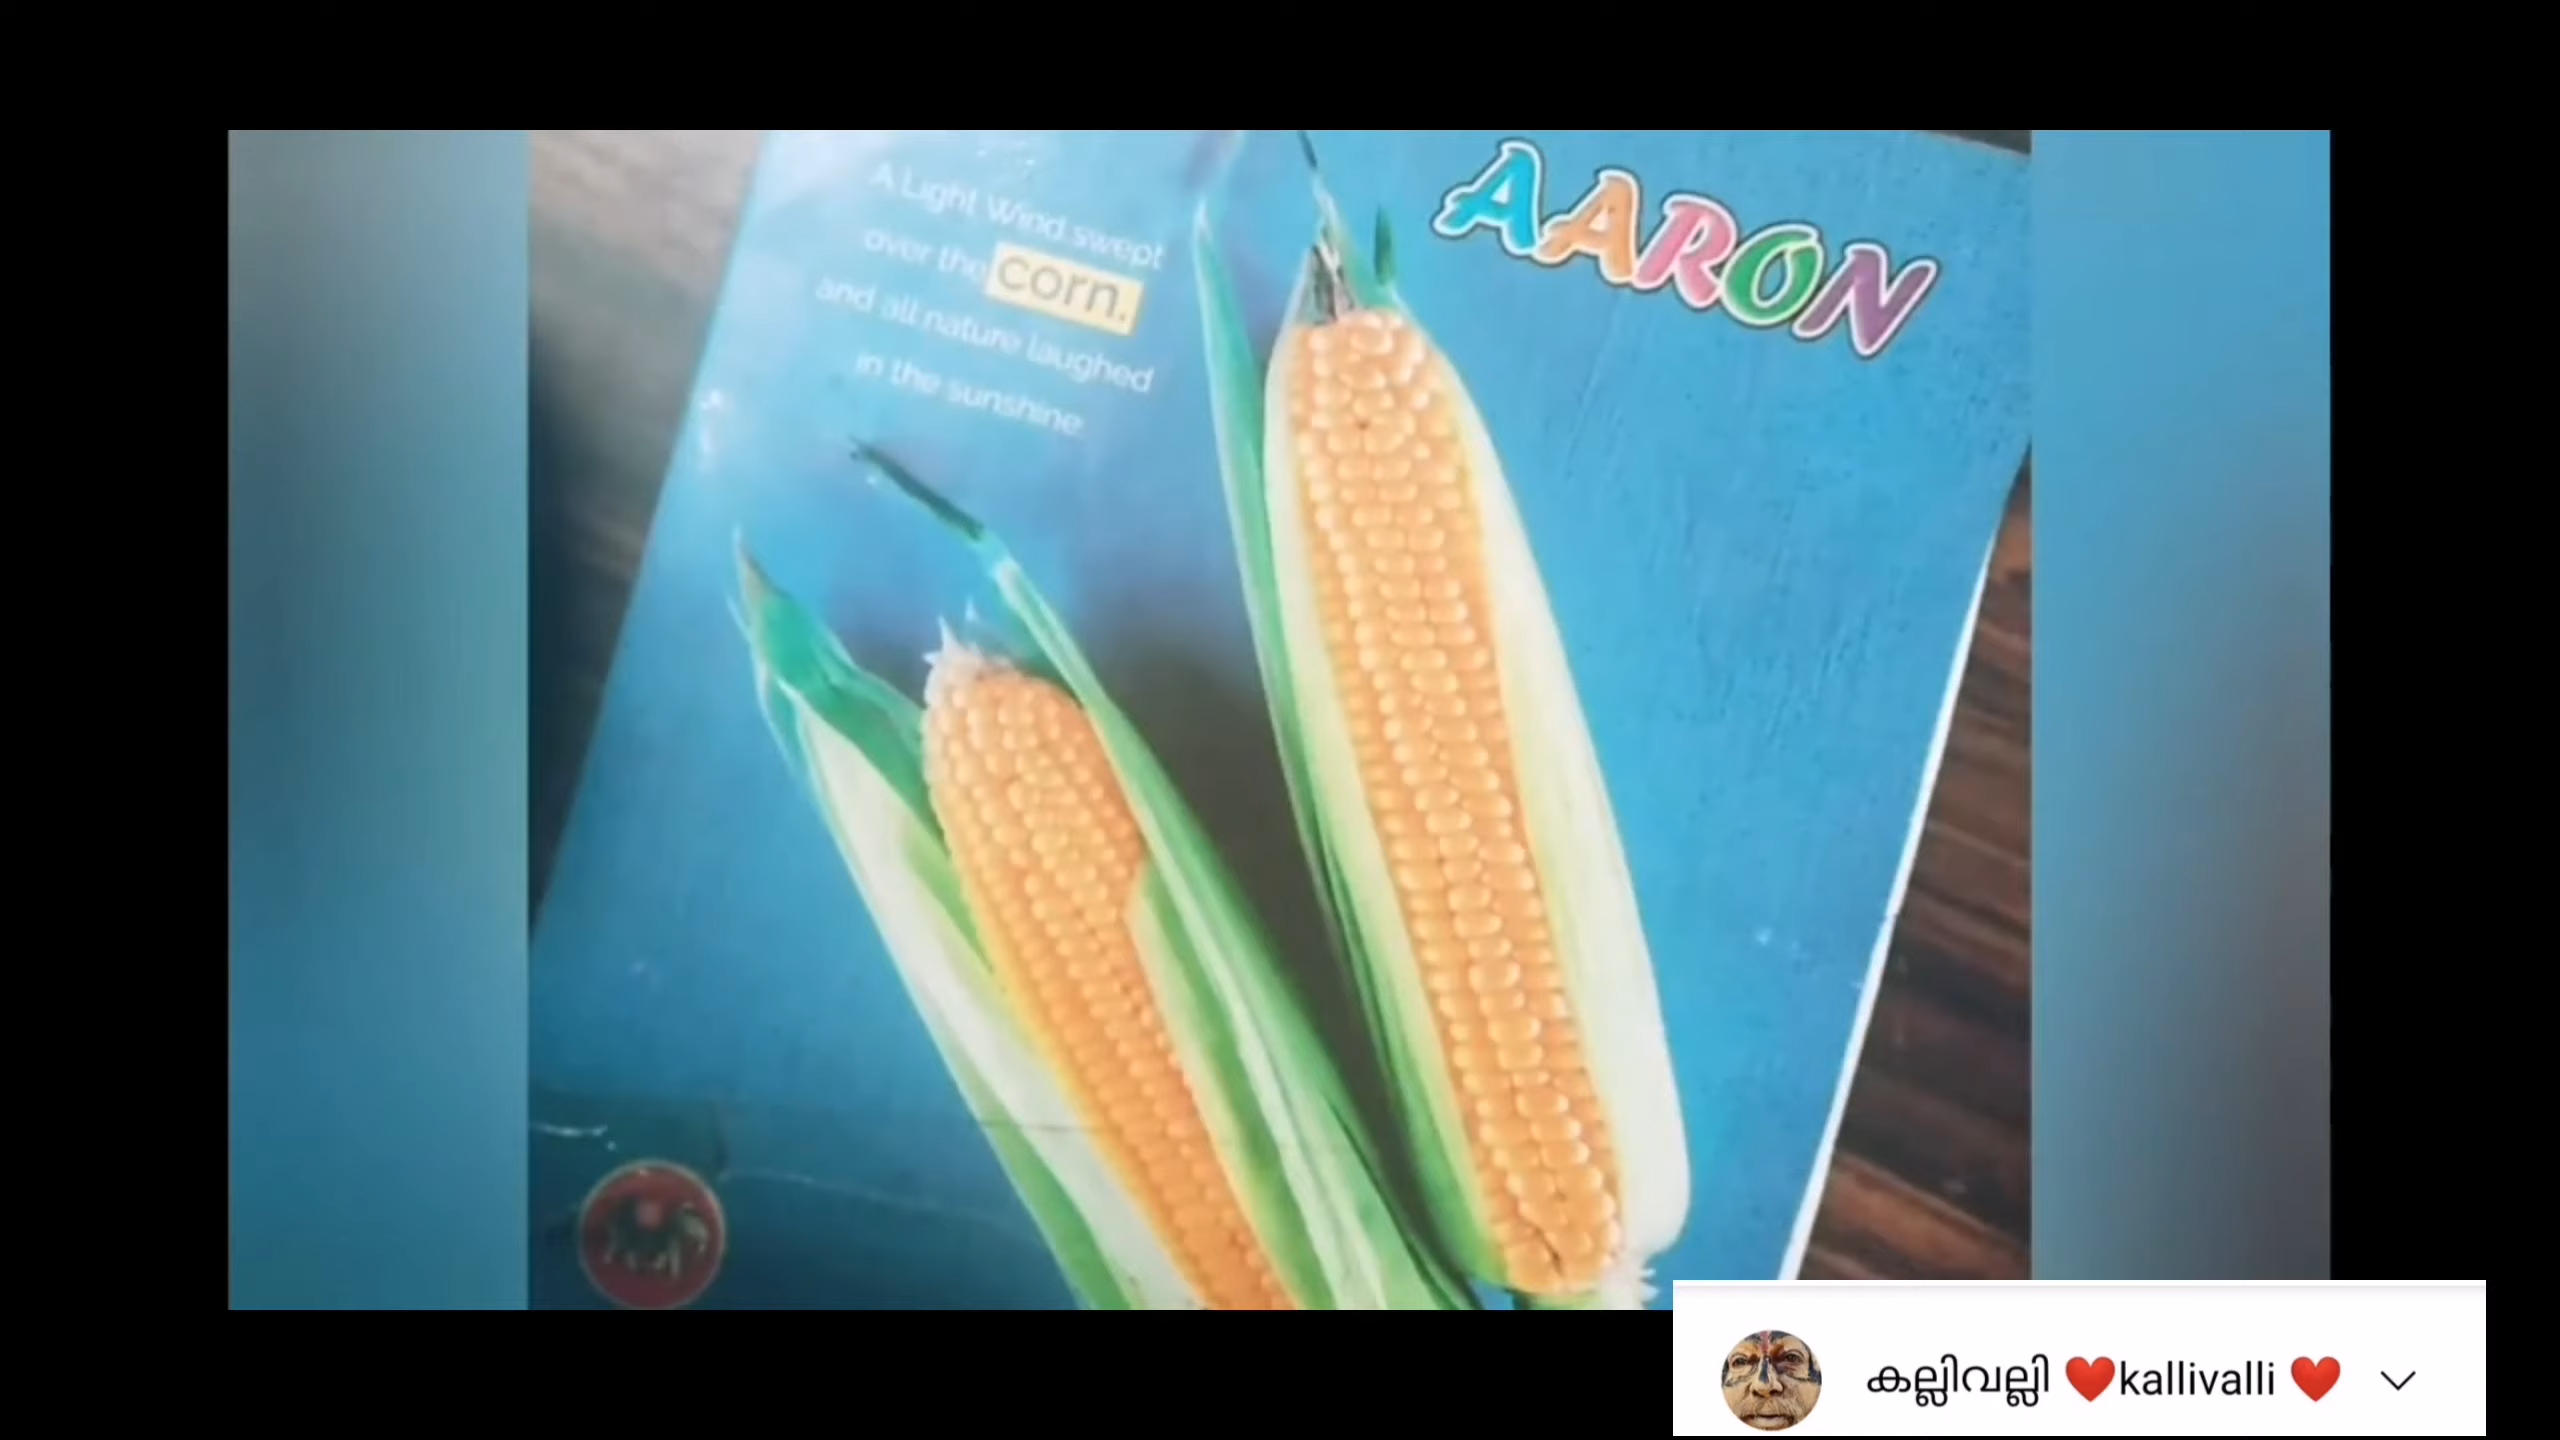 A Light Wind swept
over the corn.
and all nature laughed
in the sunshine.
AARON
കല്ലിവല്ലി ❤️kallivalli ❤️